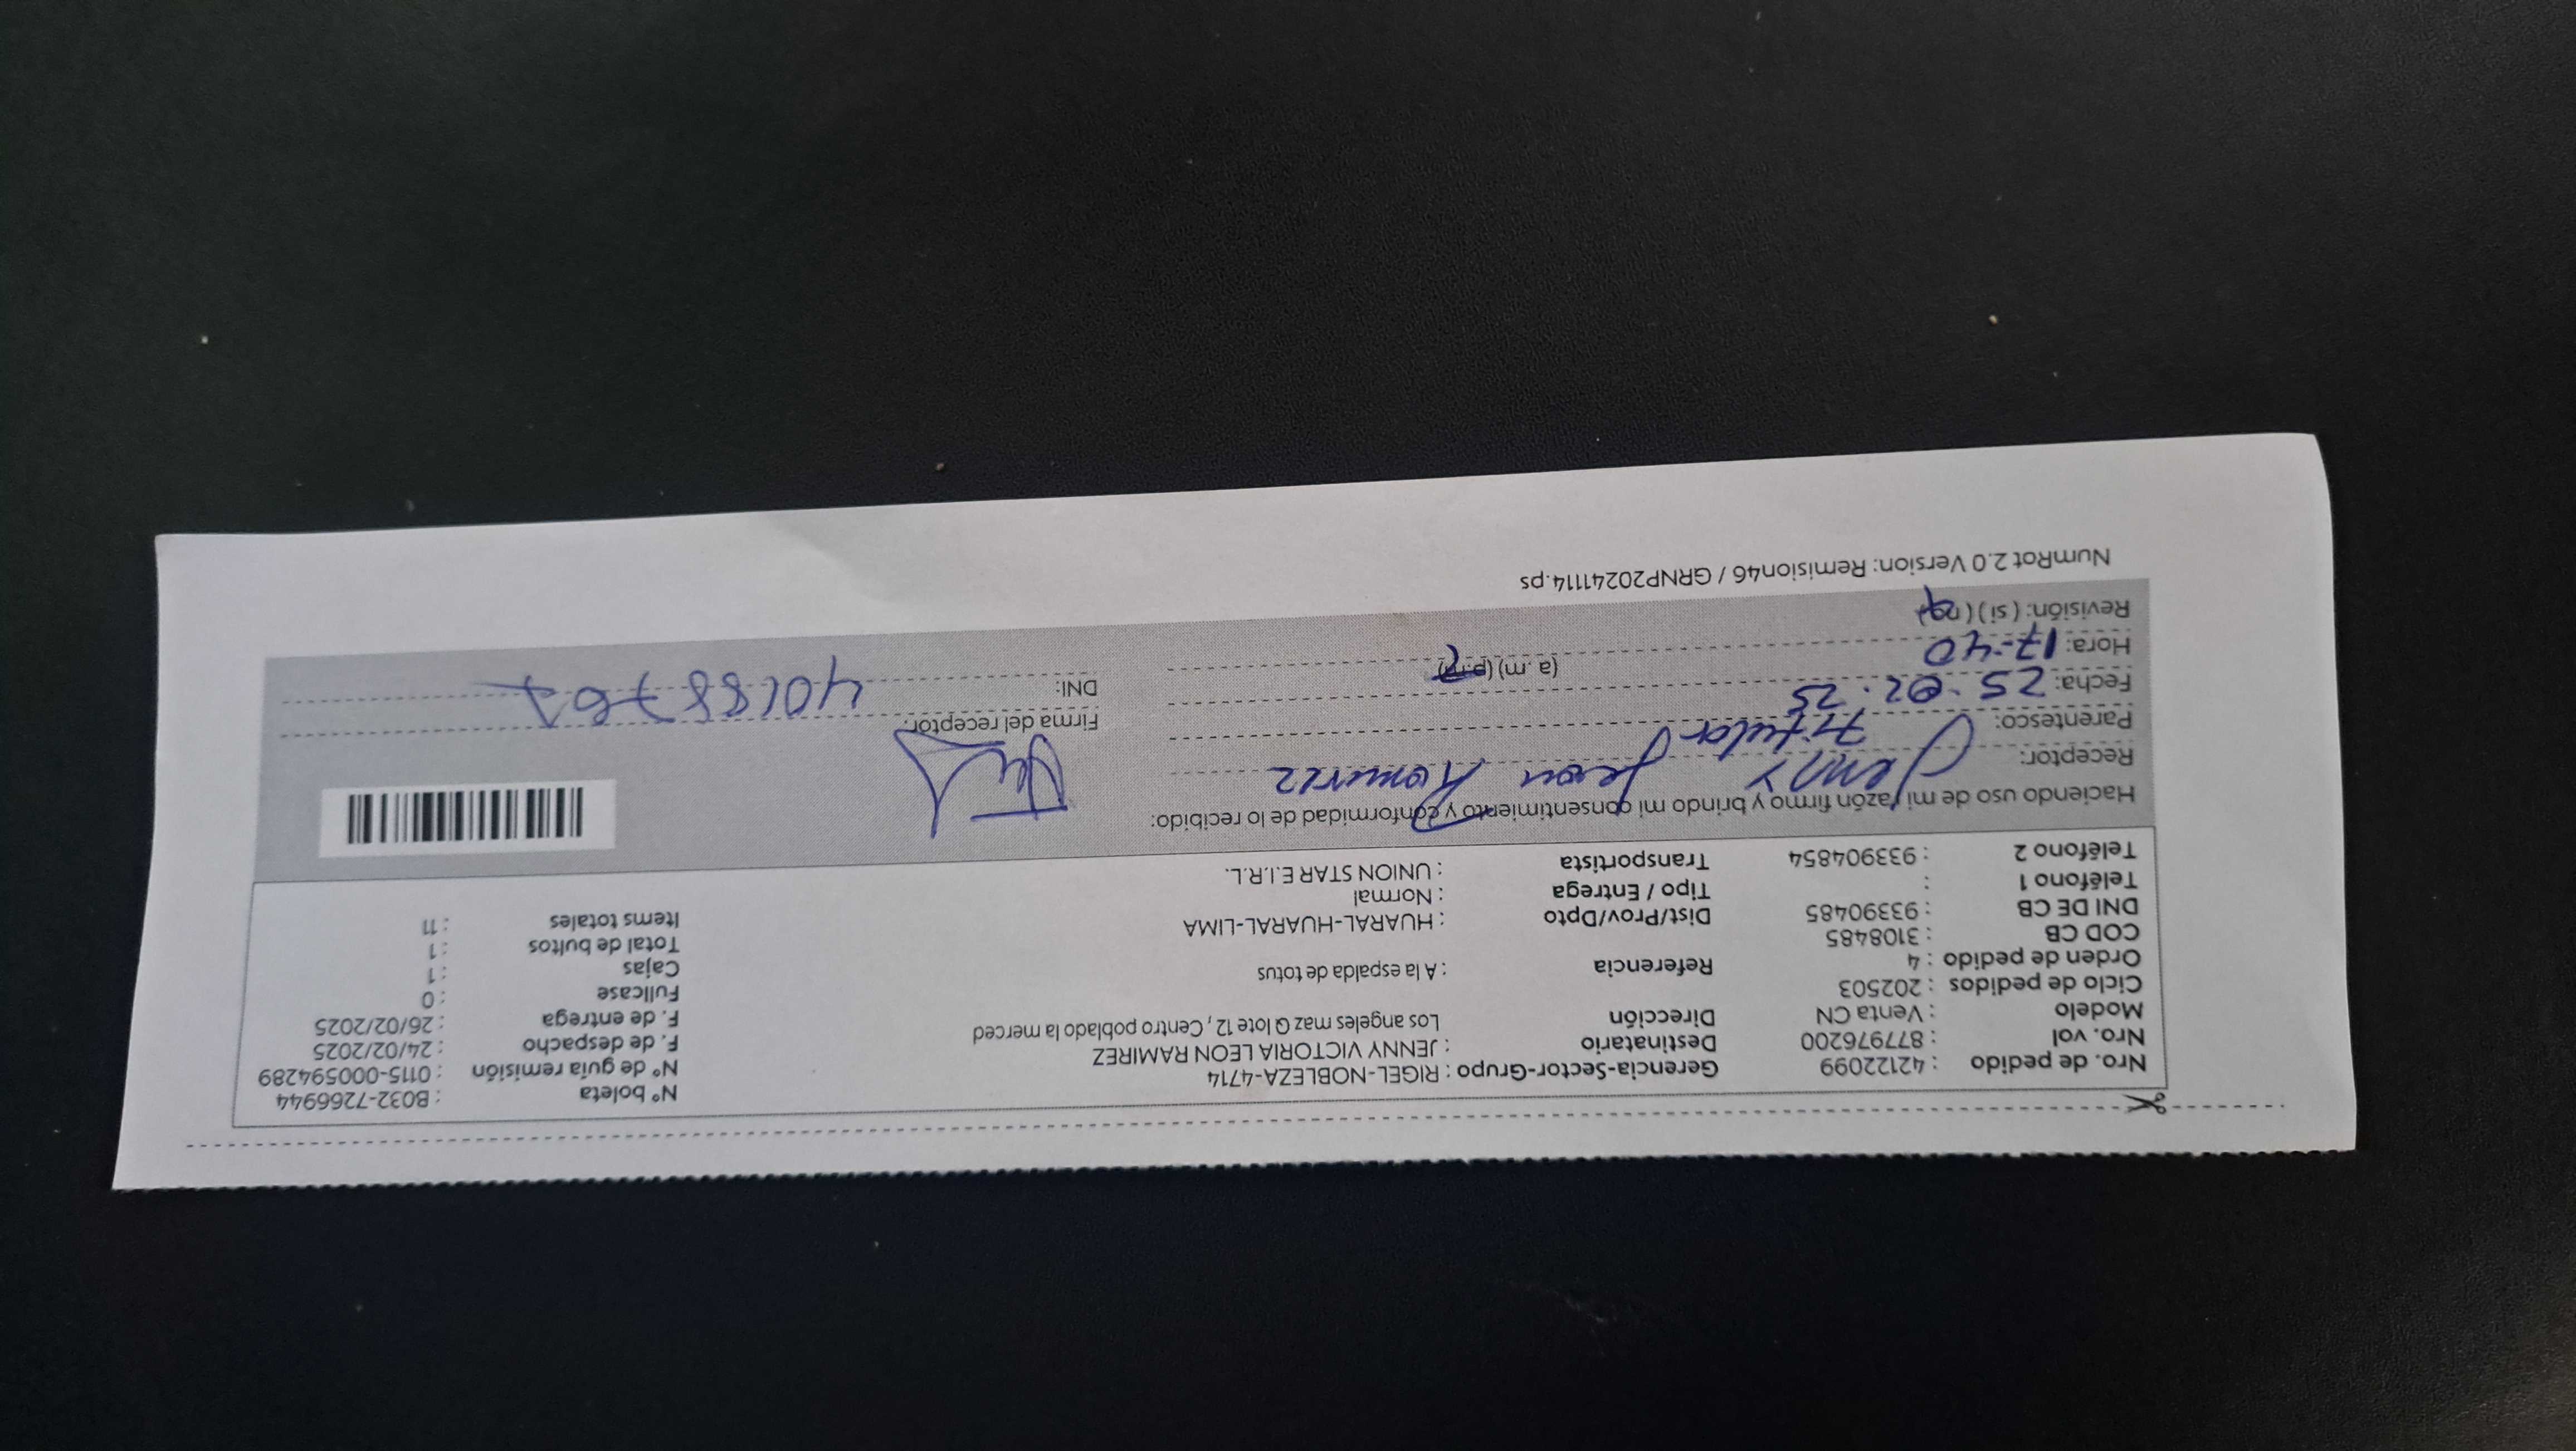 Nro. de pedido : 42122099 Gerencia-Sector-Grupo : RIGEL-NOBLEZA-4714 N° boleta : B032-7266944
Nro. vol : 877976200 Destinatario : JENNY VICTORIA LEON RAMIREZ N° de guía remisión : 0115-000594289
Modelo : Venta CN Dirección Los angeles maz Q lote 12 , Centro poblado la merced F. de despacho : 24/02/2025
Ciclo de pedidos : 202503 F. de entrega : 26/02/2025
Orden de pedido : 4 Referencia : A la espalda de totus Fullcase : 0
COD CB : 3108485 Cajas : 1
DNI DE CB : 93390485 Dist/Prov/Dpto : HUARAL-HUARAL-LIMA Total de bultos : 1
Teléfono 1 : Tipo / Entrega : Normal Items totales : 11
Teléfono 2 : 933904854 Transportista : UNION STAR E.I.R.L.
Haciendo uso de mi razón firmo y brindo mi consentimiento y conformidad de lo recibido:
Receptor: Jenny Leon Ramirez
Parentesco: Titular Firma del receptor:
Fecha: 25-02-25 DNI:
Hora: 17-40 (a. m) (p.m)
Revisión: ( si ) ( no )
NumRot 2.0 Version: Remision46 / GRNP20241114.ps